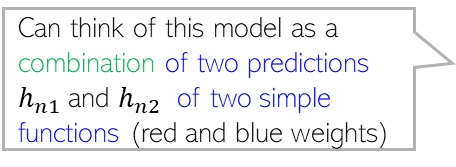 Can think of this model as a
combination of two predictions
hₙ₁ and hₙ₂ of two simple
functions (red and blue weights)